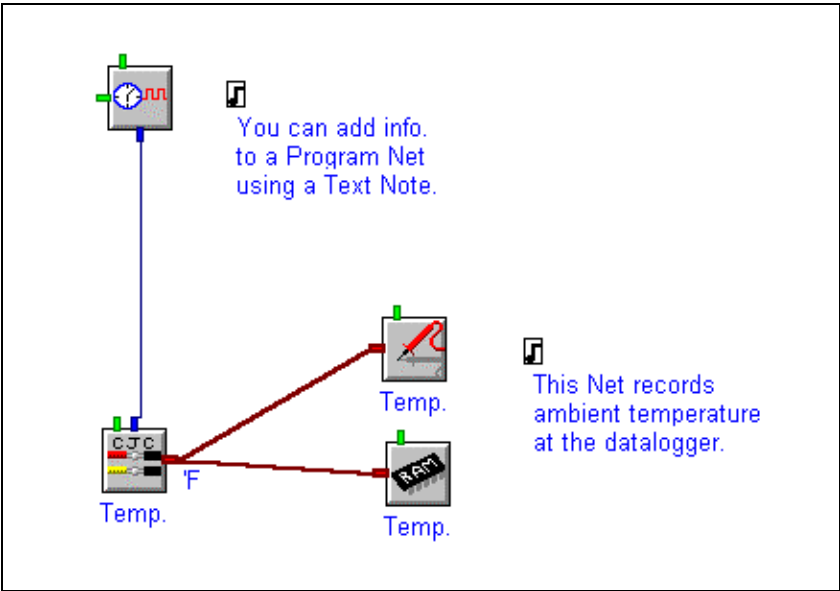 You can add info.
to a Program Net
using a Text Note.
Temp.
This Net records
ambient temperature
at the datalogger.
CJC
'F
Temp.
RAM
Temp.